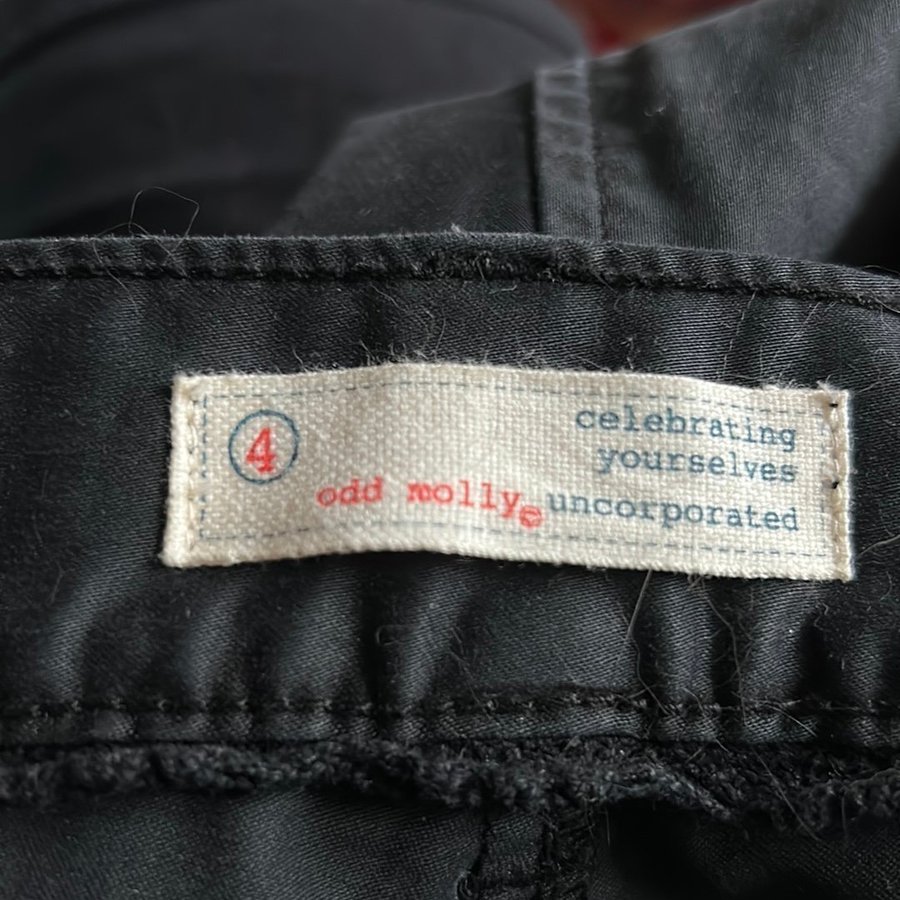 4
celebrating
yourselves
odd molly® uncorporated